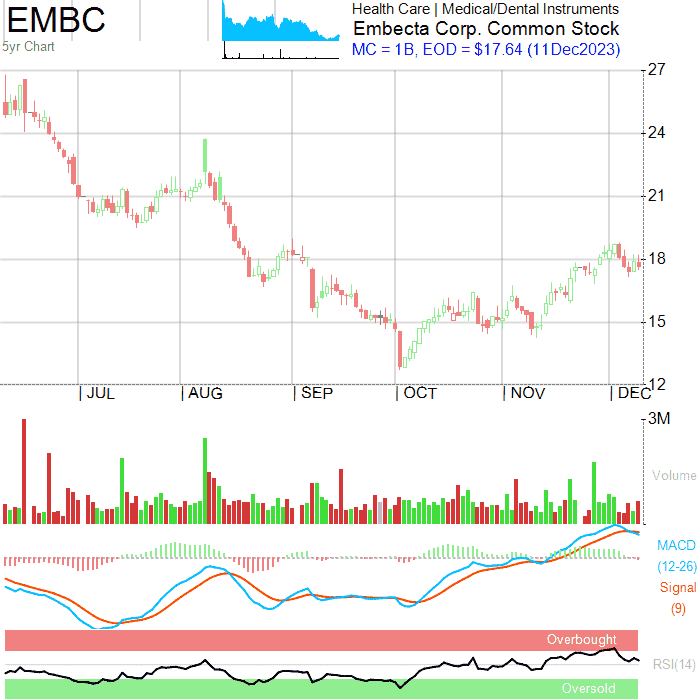 EMBC
5yr Chart
Health Care | Medical/Dental Instruments
Embecta Corp. Common Stock
MC = 1B, EOD = $17.64 (11Dec2023)
27
24
21
18
15
12
JUL AUG SEP OCT NOV DEC
3M
Volume
MACD
(12-26)
Signal
(9)
Overbought
RSI(14)
Oversold